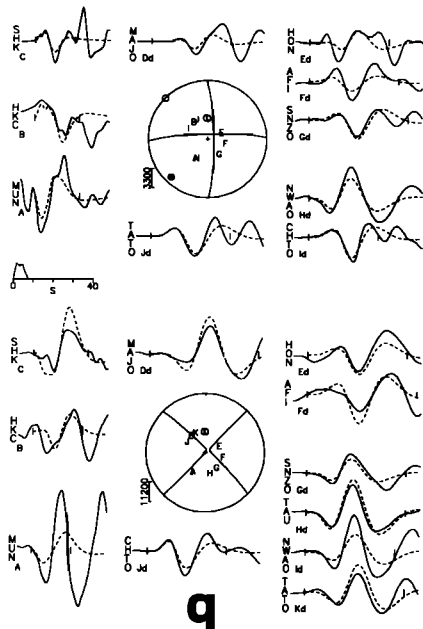 SHK C
MAJO Dd
HON Ed
AFI Fd
HKC B
SNZO Gd
E
F
G
3300
MUN A
NWAO Hd
TATO Jd
CHTO Id
0 S 40
SHK C
MAJO Dd
HON Ed
AFI Fd
HKC B
K
J
E
F
G
H
A
11200
SNZO Gd
TAU Hd
MUN A
CHTO Jd
NWAO Id
TATO Kd
q